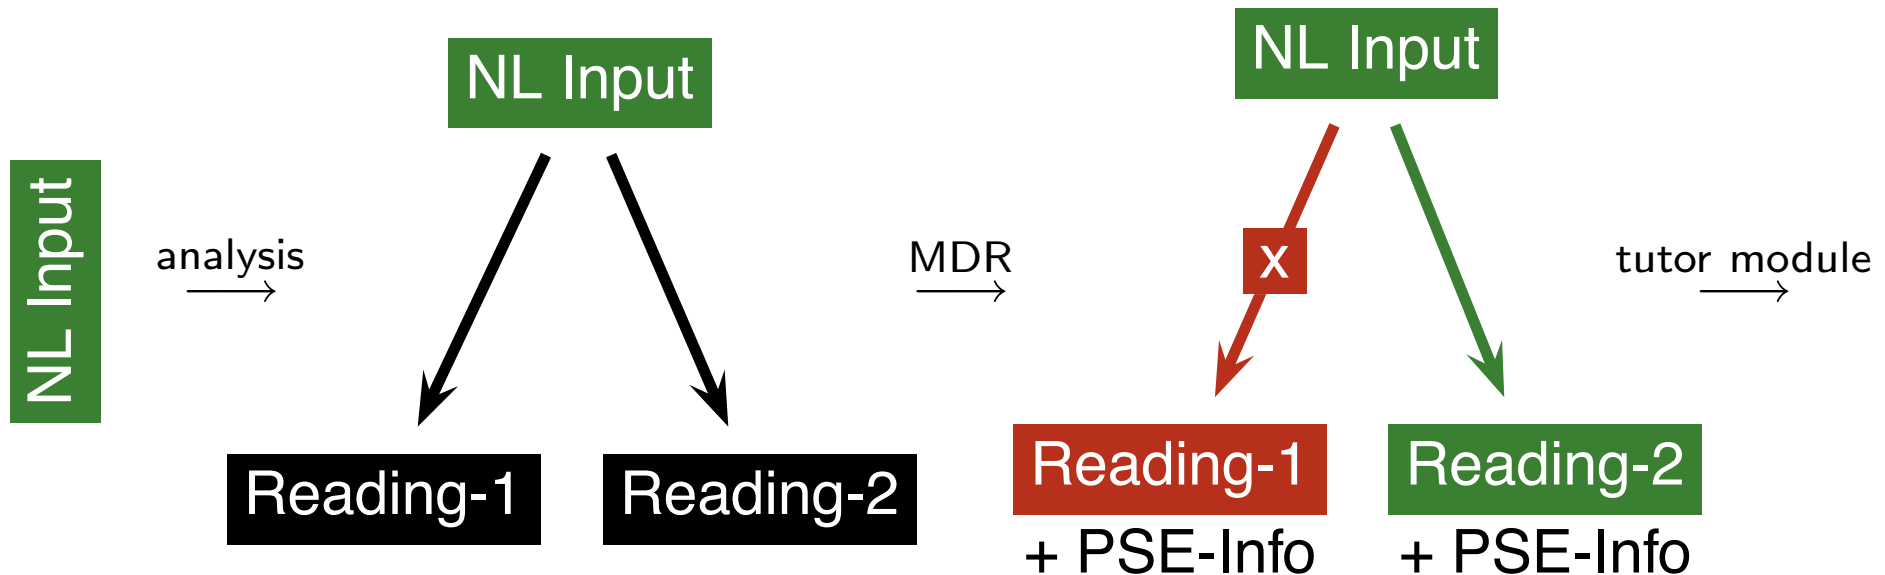 NL Input
analysis
NL Input
Reading-1
Reading-2
MDR
NL Input
x
Reading-1
+ PSE-Info
Reading-2
+ PSE-Info
tutor module